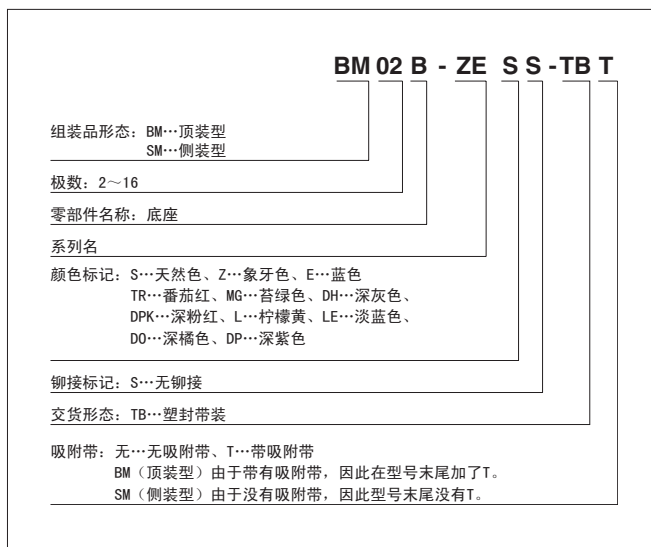 BM 02 B - ZE S S - TB T
组装品形态：BM…顶装型
SM…侧装型
极数：2～16
零部件名称：底座
系列名
颜色标记：S…天然色、Z…象牙色、E…蓝色
TR…番茄红、MG…苔绿色、DH…深灰色、
DPK…深粉红、L…柠檬黄、LE…淡蓝色、
DO…深橘色、DP…深紫色
铆接标记：S…无铆接
交货形态：TB…塑封带装
吸附带：无…无吸附带、T…带吸附带
BM（顶装型）由于带有吸附带，因此在型号末尾加了T。
SM（侧装型）由于没有吸附带，因此型号末尾没有T。